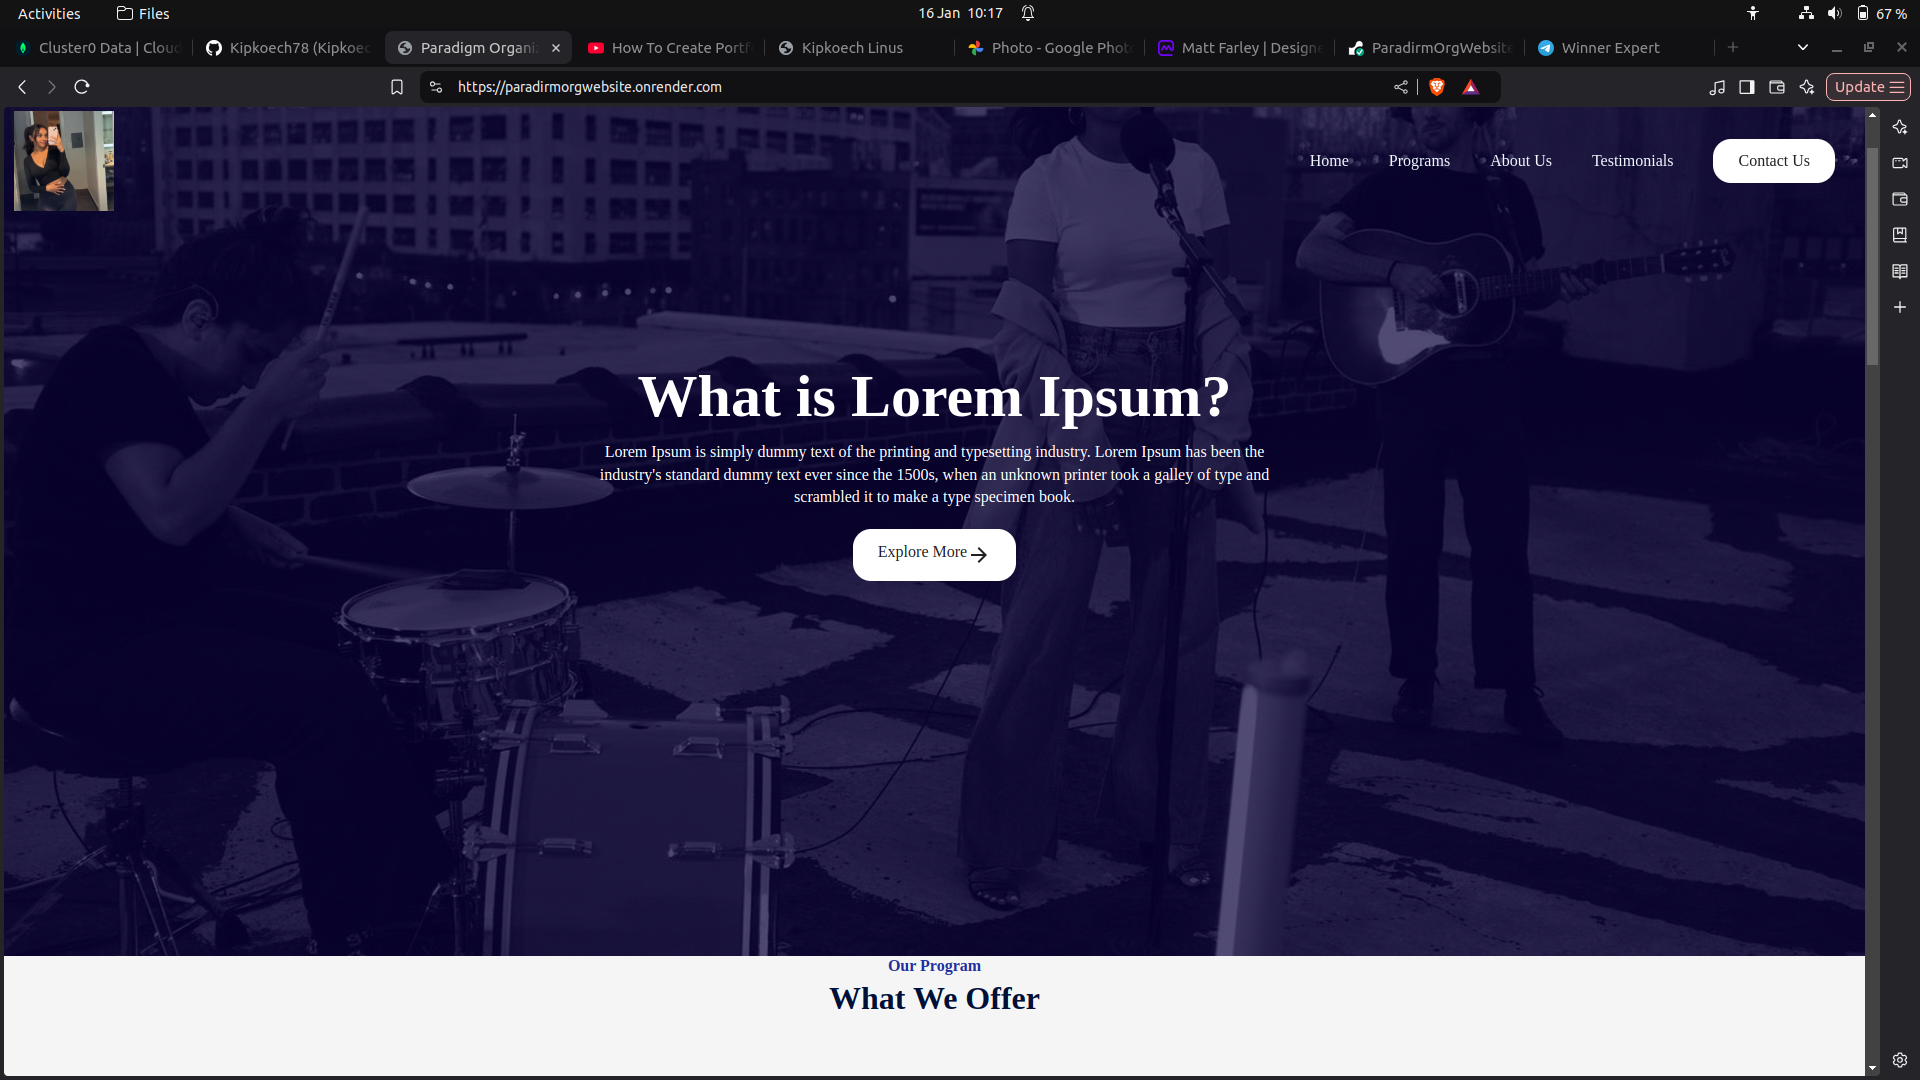 Activities Files 16 Jan 10:17 67 %
Cluster0 Data | Cloud Kipkoech78 (Kipkoec Paradigm Organiz How To Create Portf Kipkoech Linus Photo - Google Photo Matt Farley | Designe ParadirmOrgWebsite Winner Expert
https://paradirmorgwebsite.onrender.com Update
Home Programs About Us Testimonials Contact Us
What is Lorem Ipsum?
Lorem Ipsum is simply dummy text of the printing and typesetting industry. Lorem Ipsum has been the
industry's standard dummy text ever since the 1500s, when an unknown printer took a galley of type and
scrambled it to make a type specimen book.
Explore More
Our Program
What We Offer